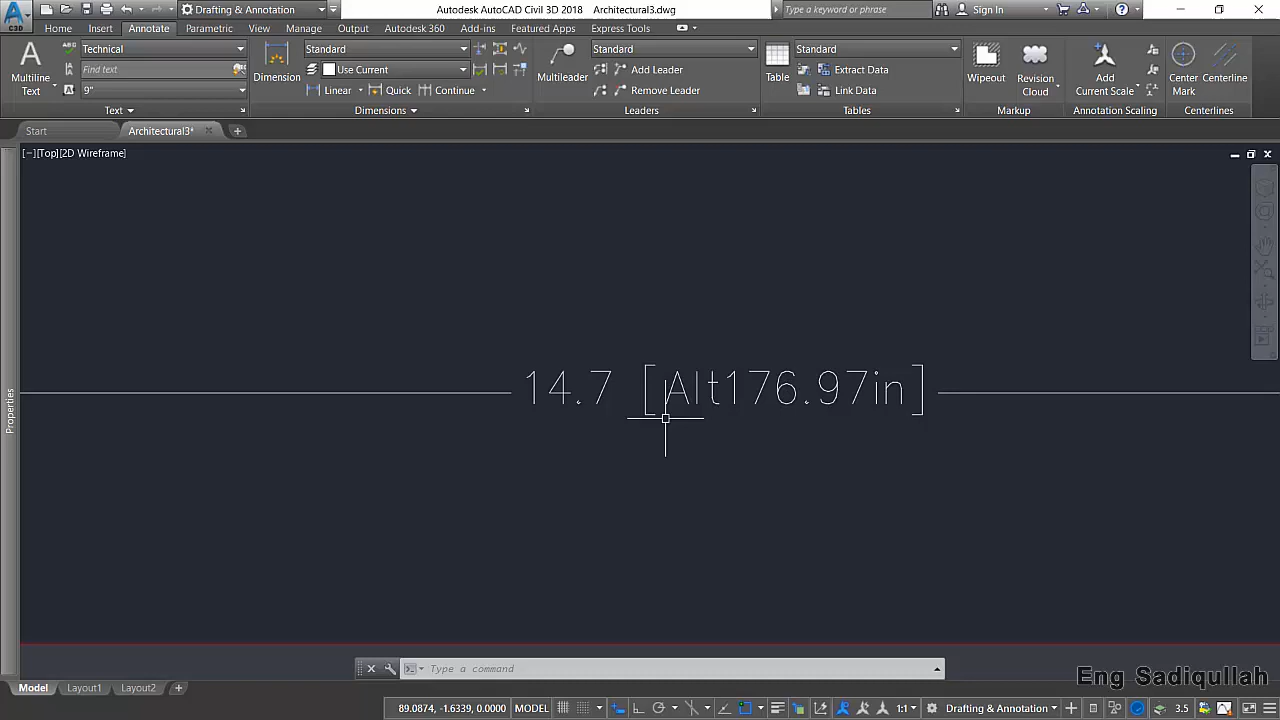 C3D
Drafting & Annotation
Autodesk AutoCAD Civil 3D 2018 Architectural3.dwg
Type a keyword or phrase
Sign In
Home Insert Annotate Parametric View Manage Output Autodesk 360 Add-ins Featured Apps Express Tools
Multiline Text
ABC
Technical
Find text
9"
Text
Dimension
Standard
Use Current
Linear Quick Continue
Dimensions
Multileader
Standard
Add Leader
Remove Leader
Leaders
Table
Standard
Extract Data
Link Data
Tables
Wipeout
Revision Cloud
Markup
Add Current Scale
Annotation Scaling
Center Mark
Centerline
Centerlines
Start Architectural3*
[−][Top][2D Wireframe]
14.7 [Alt176.97in]
Properties
Type a command
Eng Sadiqullah
Model Layout1 Layout2
89.0874, -1.6339, 0.0000 MODEL 1:1 Drafting & Annotation 3.5